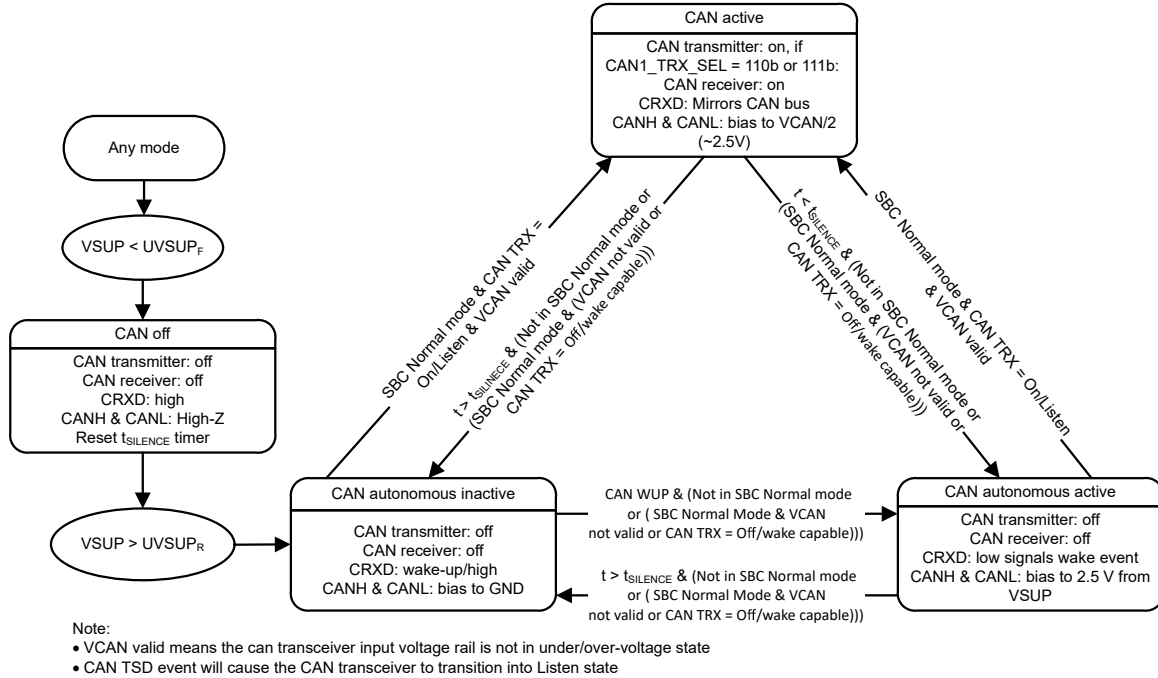 CAN active
CAN transmitter: on, if
CAN1_TRX_SEL = 110b or 111b:
CAN receiver: on
CRXD: Mirrors CAN bus
CANH & CANL: bias to VCAN/2
(~2.5V)
Any mode
VSUP < UVSUPF
CAN off
CAN transmitter: off
CAN receiver: off
CRXD: high
CANH & CANL: High-Z
Reset tSILENCE timer
VSUP > UVSUPR
SBC Normal mode & CAN TRX =
On/Listen & VCAN valid
t > tSILINECE & (Not in SBC Normal mode or
(SBC Normal mode & (VCAN not valid or
CAN TRX = Off/wake capable)))
t < tSILENCE & (Not in SBC Normal mode or
(SBC Normal mode & (VCAN not valid or
CAN TRX = Off/wake capable)))
SBC Normal mode & CAN TRX = On/Listen
& VCAN valid
CAN autonomous inactive
CAN transmitter: off
CAN receiver: off
CRXD: wake-up/high
CANH & CANL: bias to GND
CAN WUP & (Not in SBC Normal mode
or ( SBC Normal Mode & VCAN
not valid or CAN TRX = Off/wake capable)))
t > tSILENCE & (Not in SBC Normal mode
or ( SBC Normal Mode & VCAN
not valid or CAN TRX = Off/wake capable)))
CAN autonomous active
CAN transmitter: off
CAN receiver: off
CRXD: low signals wake event
CANH & CANL: bias to 2.5 V from
VSUP
Note:
• VCAN valid means the can transceiver input voltage rail is not in under/over-voltage state
• CAN TSD event will cause the CAN transceiver to transition into Listen state